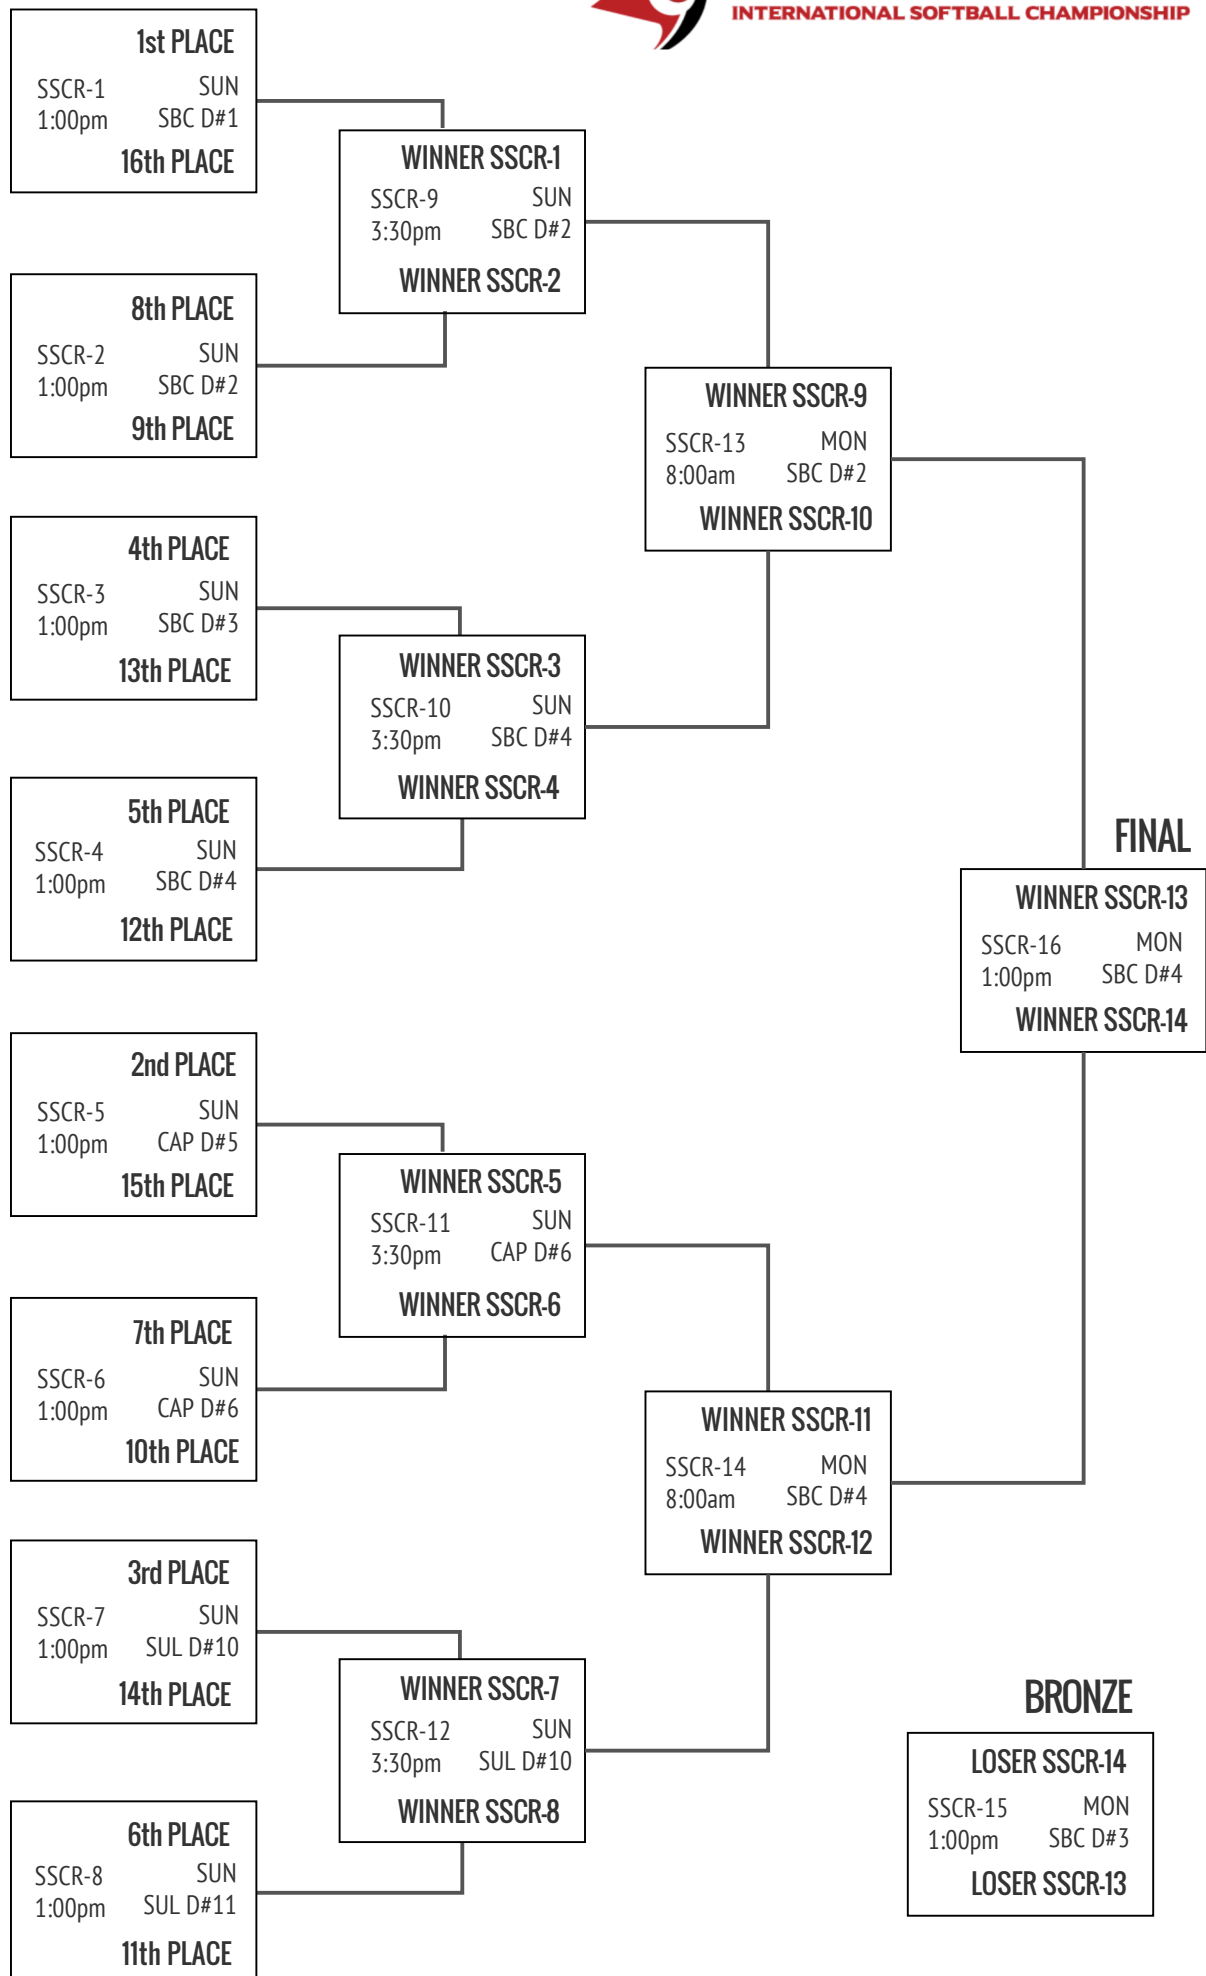 INTERNATIONAL SOFTBALL CHAMPIONSHIP
1st PLACE
SSCR-1 SUN
1:00pm SBC D#1
16th PLACE
WINNER SSCR-1
SSCR-9 SUN
3:30pm SBC D#2
WINNER SSCR-2
8th PLACE
SSCR-2 SUN
1:00pm SBC D#2
9th PLACE
WINNER SSCR-9
SSCR-13 MON
8:00am SBC D#2
WINNER SSCR-10
4th PLACE
SSCR-3 SUN
1:00pm SBC D#3
13th PLACE
WINNER SSCR-3
SSCR-10 SUN
3:30pm SBC D#4
WINNER SSCR-4
5th PLACE
SSCR-4 SUN
1:00pm SBC D#4
12th PLACE
FINAL
WINNER SSCR-13
SSCR-16 MON
1:00pm SBC D#4
WINNER SSCR-14
2nd PLACE
SSCR-5 SUN
1:00pm CAP D#5
15th PLACE
WINNER SSCR-5
SSCR-11 SUN
3:30pm CAP D#6
WINNER SSCR-6
7th PLACE
SSCR-6 SUN
1:00pm CAP D#6
10th PLACE
WINNER SSCR-11
SSCR-14 MON
8:00am SBC D#4
WINNER SSCR-12
3rd PLACE
SSCR-7 SUN
1:00pm SUL D#10
14th PLACE
WINNER SSCR-7
SSCR-12 SUN
3:30pm SUL D#10
WINNER SSCR-8
6th PLACE
SSCR-8 SUN
1:00pm SUL D#11
11th PLACE
BRONZE
LOSER SSCR-14
SSCR-15 MON
1:00pm SBC D#3
LOSER SSCR-13